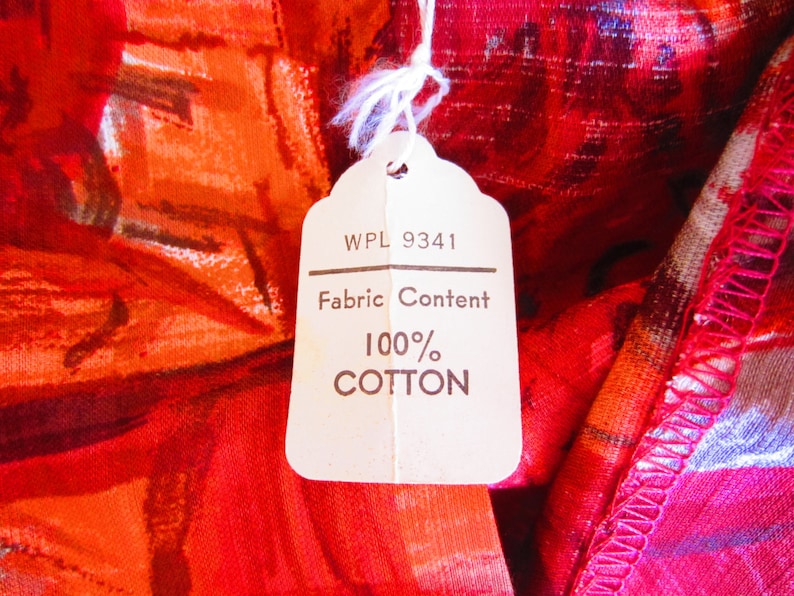 WPL 9341
Fabric Content
100%
COTTON